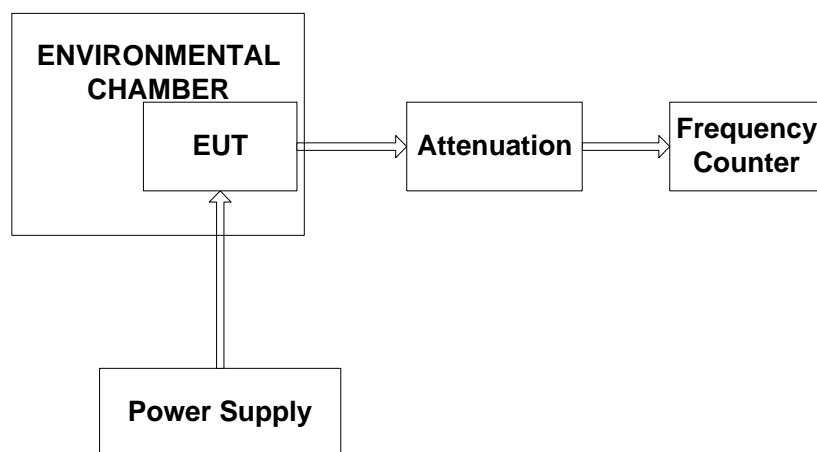 ENVIRONMENTAL
CHAMBER
EUT
Attenuation
Frequency
Counter
Power Supply